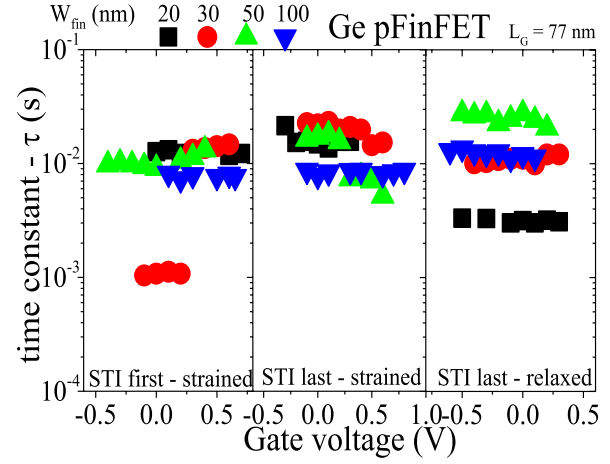 W_fin (nm) 20 30 50 100 Ge pFinFET L_G = 77 nm
10^-1
10^-2
10^-3
10^-4
time constant - τ (s)
STI first - strained STI last - strained STI last - relaxed
-0.5 0.0 0.5 -0.5 0.0 0.5 1.0 -0.5 0.0 0.5
Gate voltage (V)